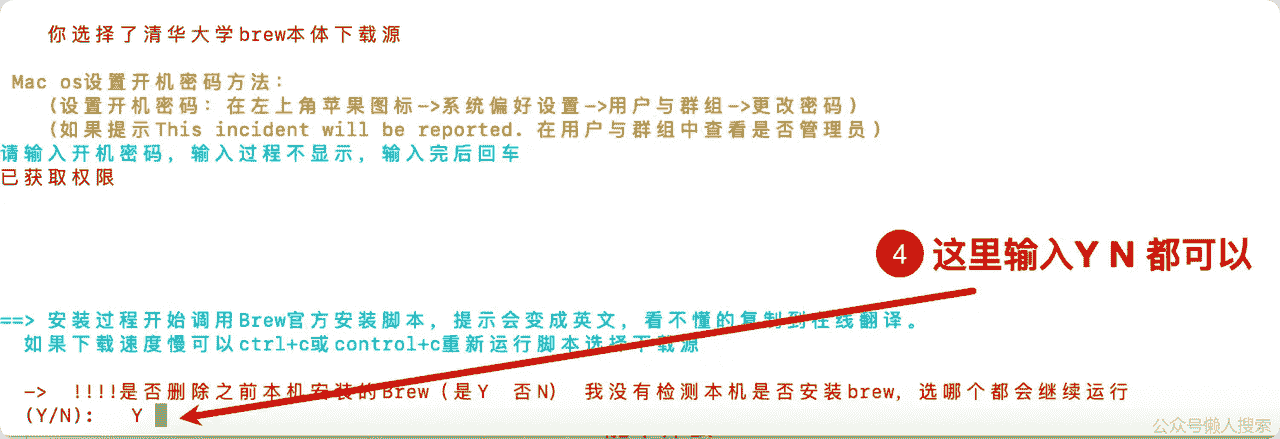 你选择了清华大学brew本体下载源
Mac os设置开机密码方法：
(设置开机密码：在左上角苹果图标->系统偏好设置->用户与群组->更改密码)
(如果提示This incident will be reported. 在用户与群组中查看是否管理员)
请输入开机密码，输入过程不显示，输入完后回车
已获取权限
4 这里输入Y N 都可以
==> 安装过程开始调用Brew官方安装脚本，提示会变成英文，看不懂的复制到在线翻译。
如果下载速度慢可以ctrl+c或control+c重新运行脚本选择下载源
-> !!!!是否删除之前本机安装的Brew（是Y 否N） 我没有检测本机是否安装brew，选哪个都会继续运行
(Y/N): Y
公众号懒人搜索